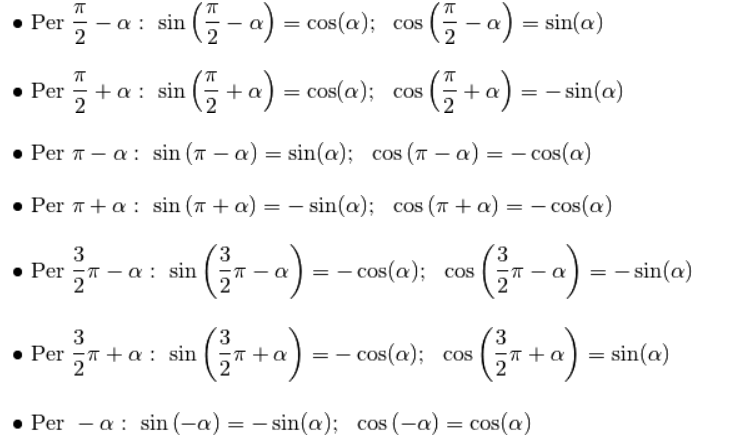 • Per π/2 − α : sin(π/2 − α) = cos(α); cos(π/2 − α) = sin(α)
• Per π/2 + α : sin(π/2 + α) = cos(α); cos(π/2 + α) = − sin(α)
• Per π − α : sin(π − α) = sin(α); cos(π − α) = − cos(α)
• Per π + α : sin(π + α) = − sin(α); cos(π + α) = − cos(α)
• Per 3/2π − α : sin(3/2π − α) = − cos(α); cos(3/2π − α) = − sin(α)
• Per 3/2π + α : sin(3/2π + α) = − cos(α); cos(3/2π + α) = sin(α)
• Per − α : sin(−α) = − sin(α); cos(−α) = cos(α)